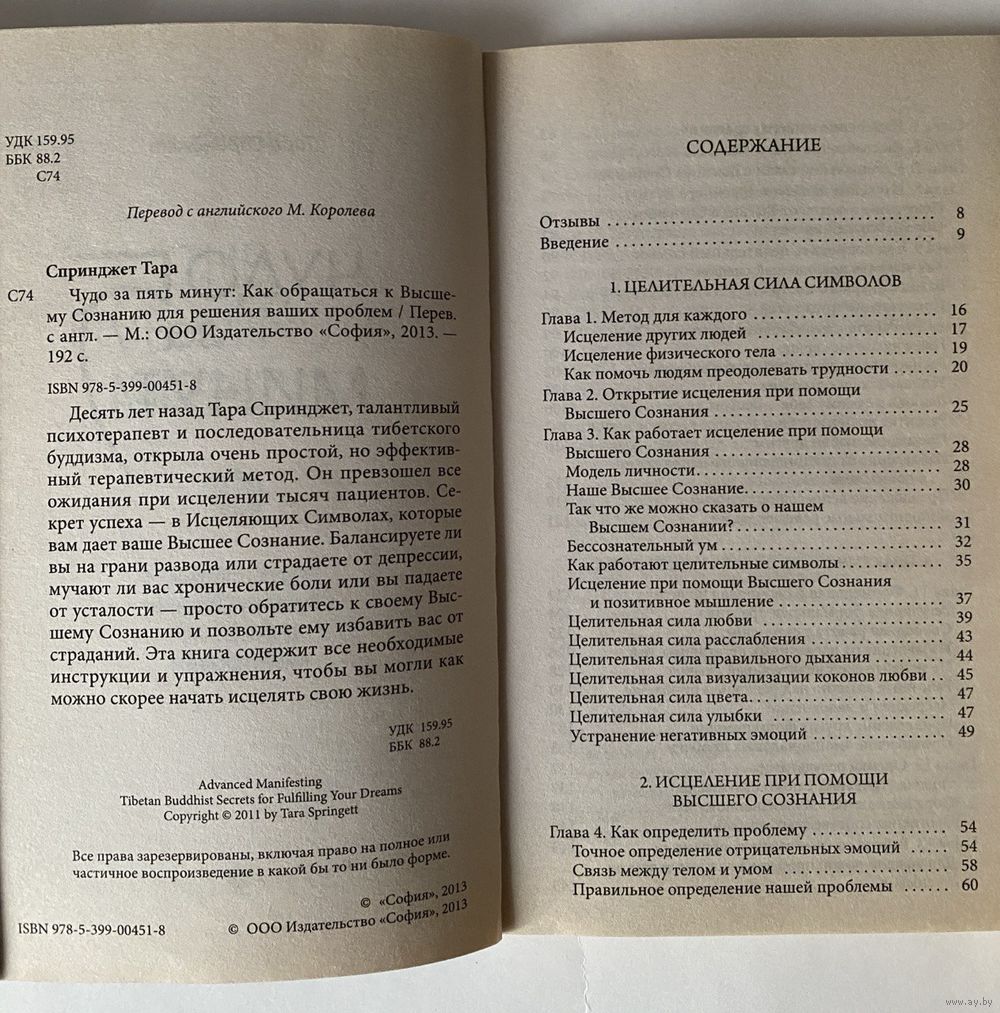 УДК 159.95
ББК 88.2
С74
Перевод с английского М. Королева
Спринджет Тара
С74
Чудо за пять минут: Как обращаться к Высше-
му Сознанию для решения ваших проблем / Перев.
с англ. — М.: ООО Издательство «София», 2013. —
192 с.
ISBN 978-5-399-00451-8
Десять лет назад Тара Спринджет, талантливый
психотерапевт и последовательница тибетского
буддизма, открыла очень простой, но эффектив-
ный терапевтический метод. Он превзошел все
ожидания при исцелении тысяч пациентов. Се-
крет успеха — в Исцеляющих Символах, которые
вам дает ваше Высшее Сознание. Балансируете ли
вы на грани развода или страдаете от депрессии,
мучают ли вас хронические боли или вы падаете
от усталости — просто обратитесь к своему Выс-
шему Сознанию и позвольте ему избавить вас от
страданий. Эта книга содержит все необходимые
инструкции и упражнения, чтобы вы могли как
можно скорее начать исцелять свою жизнь.
УДК 159.95
ББК 88.2
Advanced Manifesting
Tibetan Buddhist Secrets for Fulfilling Your Dreams
Copyright © 2011 by Tara Springett
Все права зарезервированы, включая право на полное или
частичное воспроизведение в какой бы то ни было форме.
© «София», 2013
ISBN 978-5-399-00451-8 © ООО Издательство «София», 2013
СОДЕРЖАНИЕ
Отзывы ........ 8
Введение ........ 9
1. ЦЕЛИТЕЛЬНАЯ СИЛА СИМВОЛОВ
Глава 1. Метод для каждого ........ 16
Исцеление других людей ........ 17
Исцеление физического тела ........ 19
Как помочь людям преодолевать трудности ...... 20
Глава 2. Открытие исцеления при помощи
Высшего Сознания ........ 25
Глава 3. Как работает исцеление при помощи
Высшего Сознания ........ 28
Модель личности ........ 28
Наше Высшее Сознание ........ 30
Так что же можно сказать о нашем
Высшем Сознании? ........ 31
Бессознательный ум ........ 32
Как работают целительные символы ........ 35
Исцеление при помощи Высшего Сознания
и позитивное мышление ........ 37
Целительная сила любви ........ 39
Целительная сила расслабления ........ 43
Целительная сила правильного дыхания ........ 44
Целительная сила визуализации коконов любви .. 45
Целительная сила цвета ........ 47
Целительная сила улыбки ........ 47
Устранение негативных эмоций ........ 49
2. ИСЦЕЛЕНИЕ ПРИ ПОМОЩИ
ВЫСШЕГО СОЗНАНИЯ
Глава 4. Как определить проблему ........ 54
Точное определение отрицательных эмоций ..... 54
Связь между телом и умом ........ 58
Правильное определение нашей проблемы ...... 60
www.ay.by